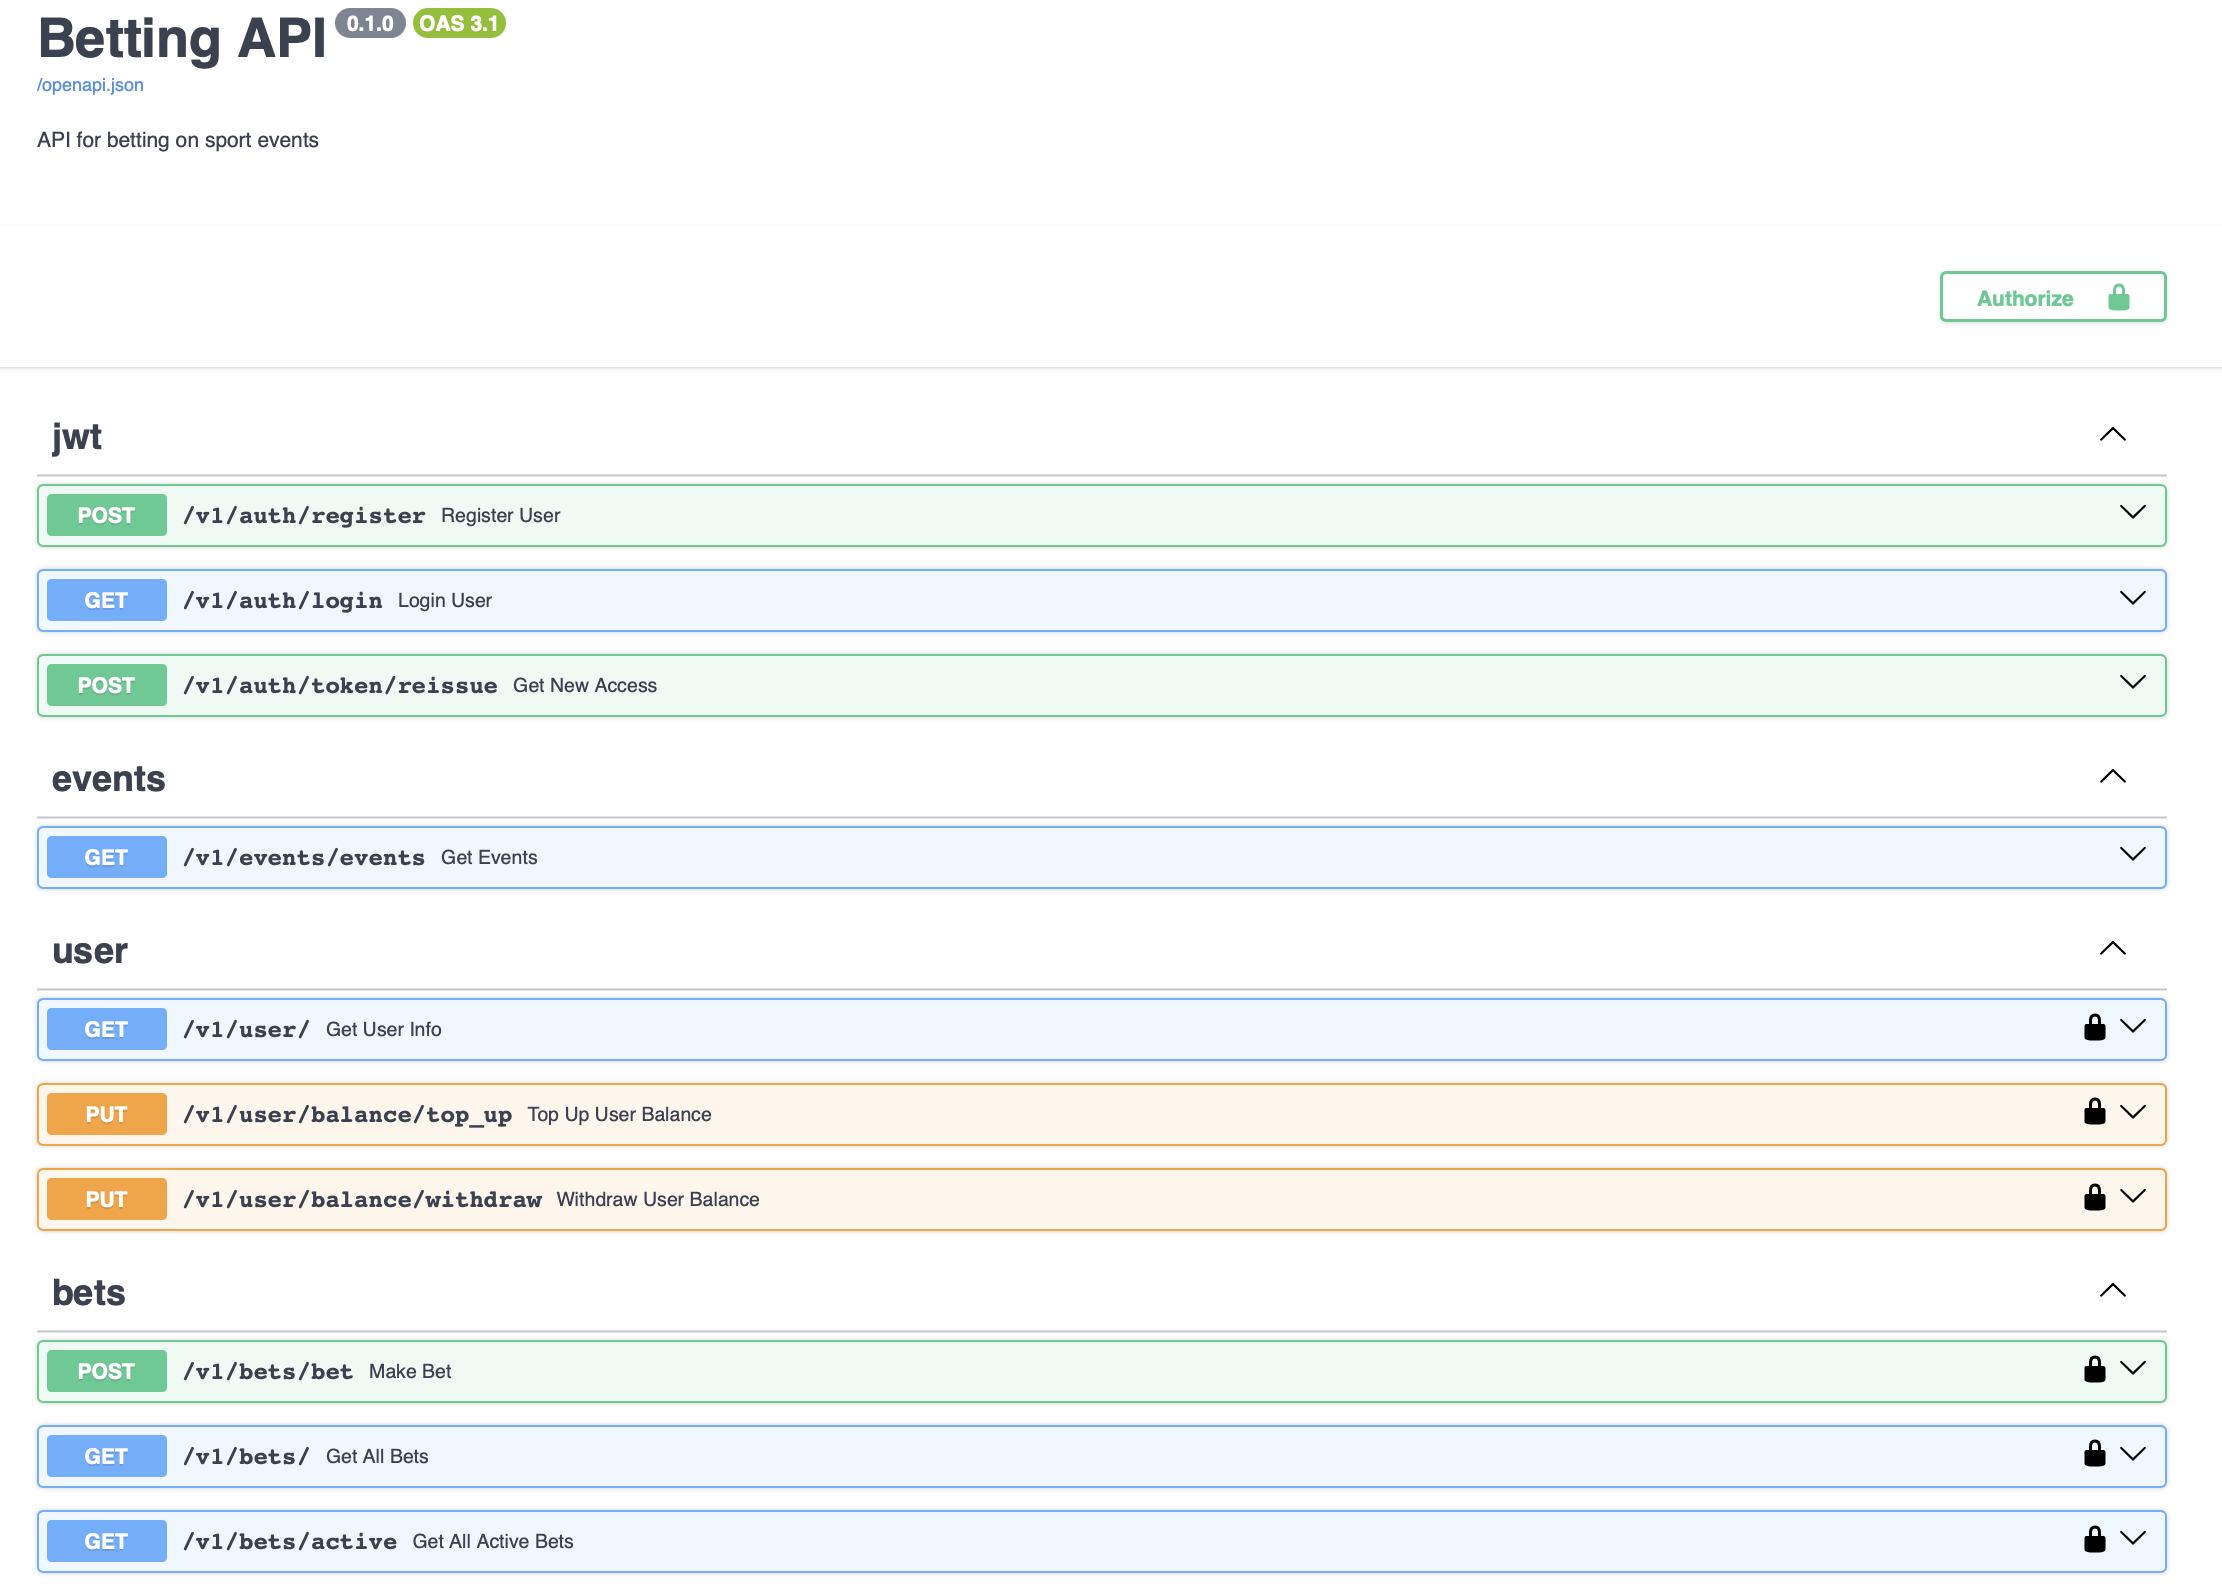 Betting API 0.1.0 OAS 3.1
/openapi.json
API for betting on sport events
Authorize
jwt
POST /v1/auth/register Register User
GET /v1/auth/login Login User
POST /v1/auth/token/reissue Get New Access
events
GET /v1/events/events Get Events
user
GET /v1/user/ Get User Info
PUT /v1/user/balance/top_up Top Up User Balance
PUT /v1/user/balance/withdraw Withdraw User Balance
bets
POST /v1/bets/bet Make Bet
GET /v1/bets/ Get All Bets
GET /v1/bets/active Get All Active Bets